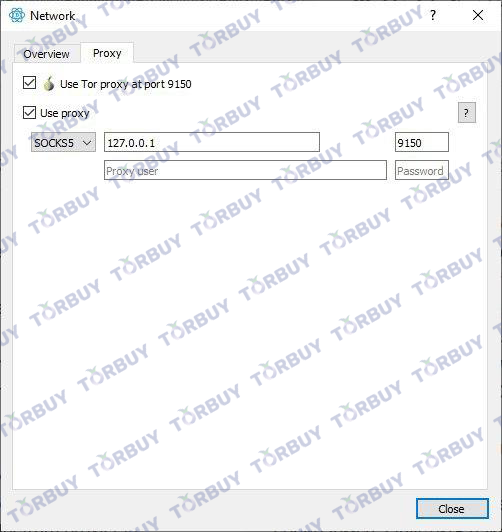 Network
Overview Proxy
Use Tor proxy at port 9150
Use proxy ?
SOCKS5 127.0.0.1 9150
Proxy user Password
Close
TORBUY